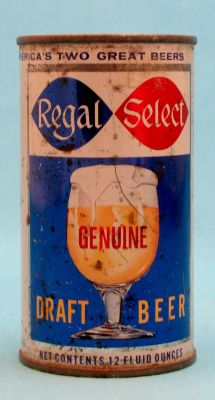 ERICA'S TWO GREAT BEERS
Regal Select
GENUINE
DRAFT BEER
NET CONTENTS 12 FLUID OUNCES